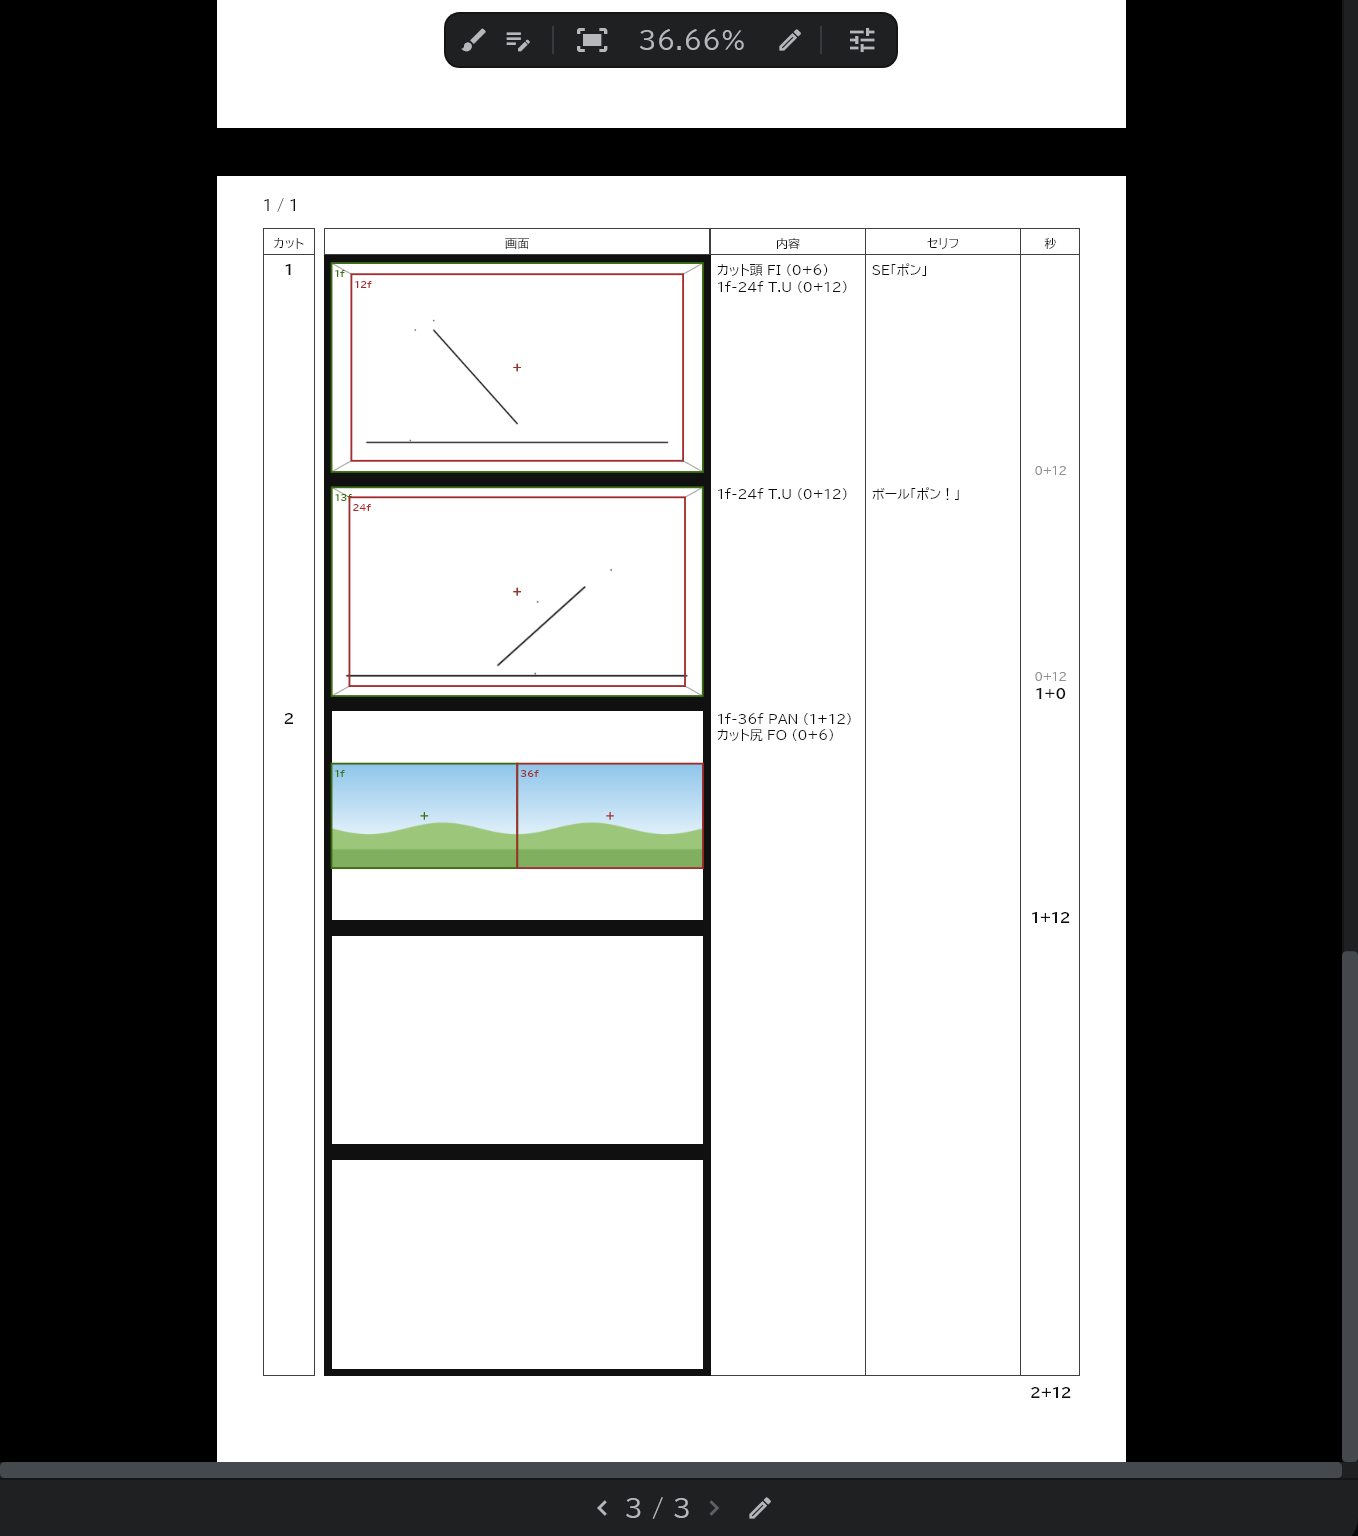 36.66%
1 / 1
カット 画面 内容 セリフ 秒
1
1f
12f
カット頭 FI (0+6)
1f-24f T.U (0+12)
SE「ポン」
0+12
13f
24f
1f-24f T.U (0+12)
ボール「ポン！」
0+12
1+0
2
1f-36f PAN (1+12)
カット尻 FO (0+6)
1f
36f
1+12
2+12
3 / 3